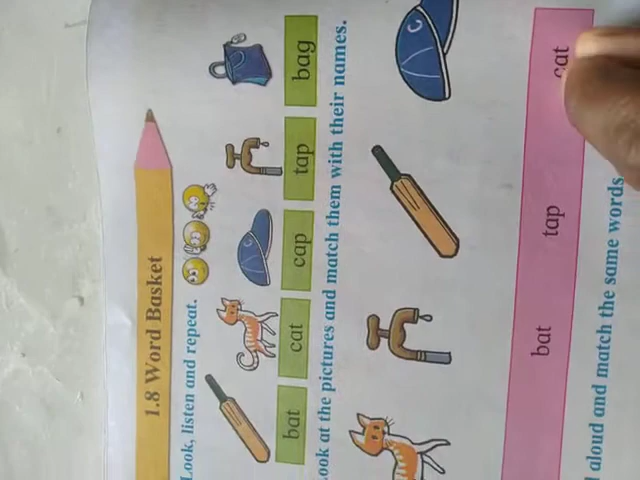 1.8 Word Basket
Look, listen and repeat.
bat cat cap tap bag
ook at the pictures and match them with their names.
bat tap cat
aloud and match the same words